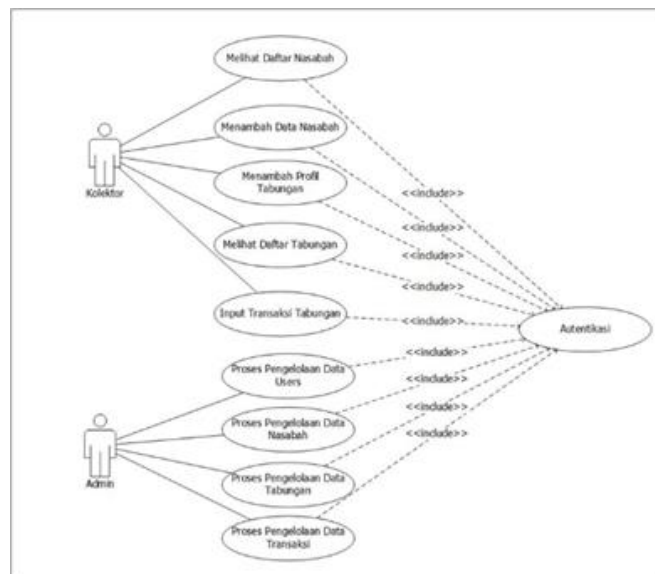 Melihat Daftar Nasabah
Menambah Data Nasabah
Kolektor
Menambah Profil
Tabungan
<<include>>
<<include>>
<<include>>
Melihat Daftar Tabungan
<<include>>
Input Transaksi Tabungan
<<include>>
Autentikasi
<<include>>
Proses Pengelolaan Data
Users
<<include>>
<<include>>
Proses Pengelolaan Data
Nasabah
<<include>>
Admin
Proses Pengelolaan Data
Tabungan
Proses Pengelolaan Data
Transaksi